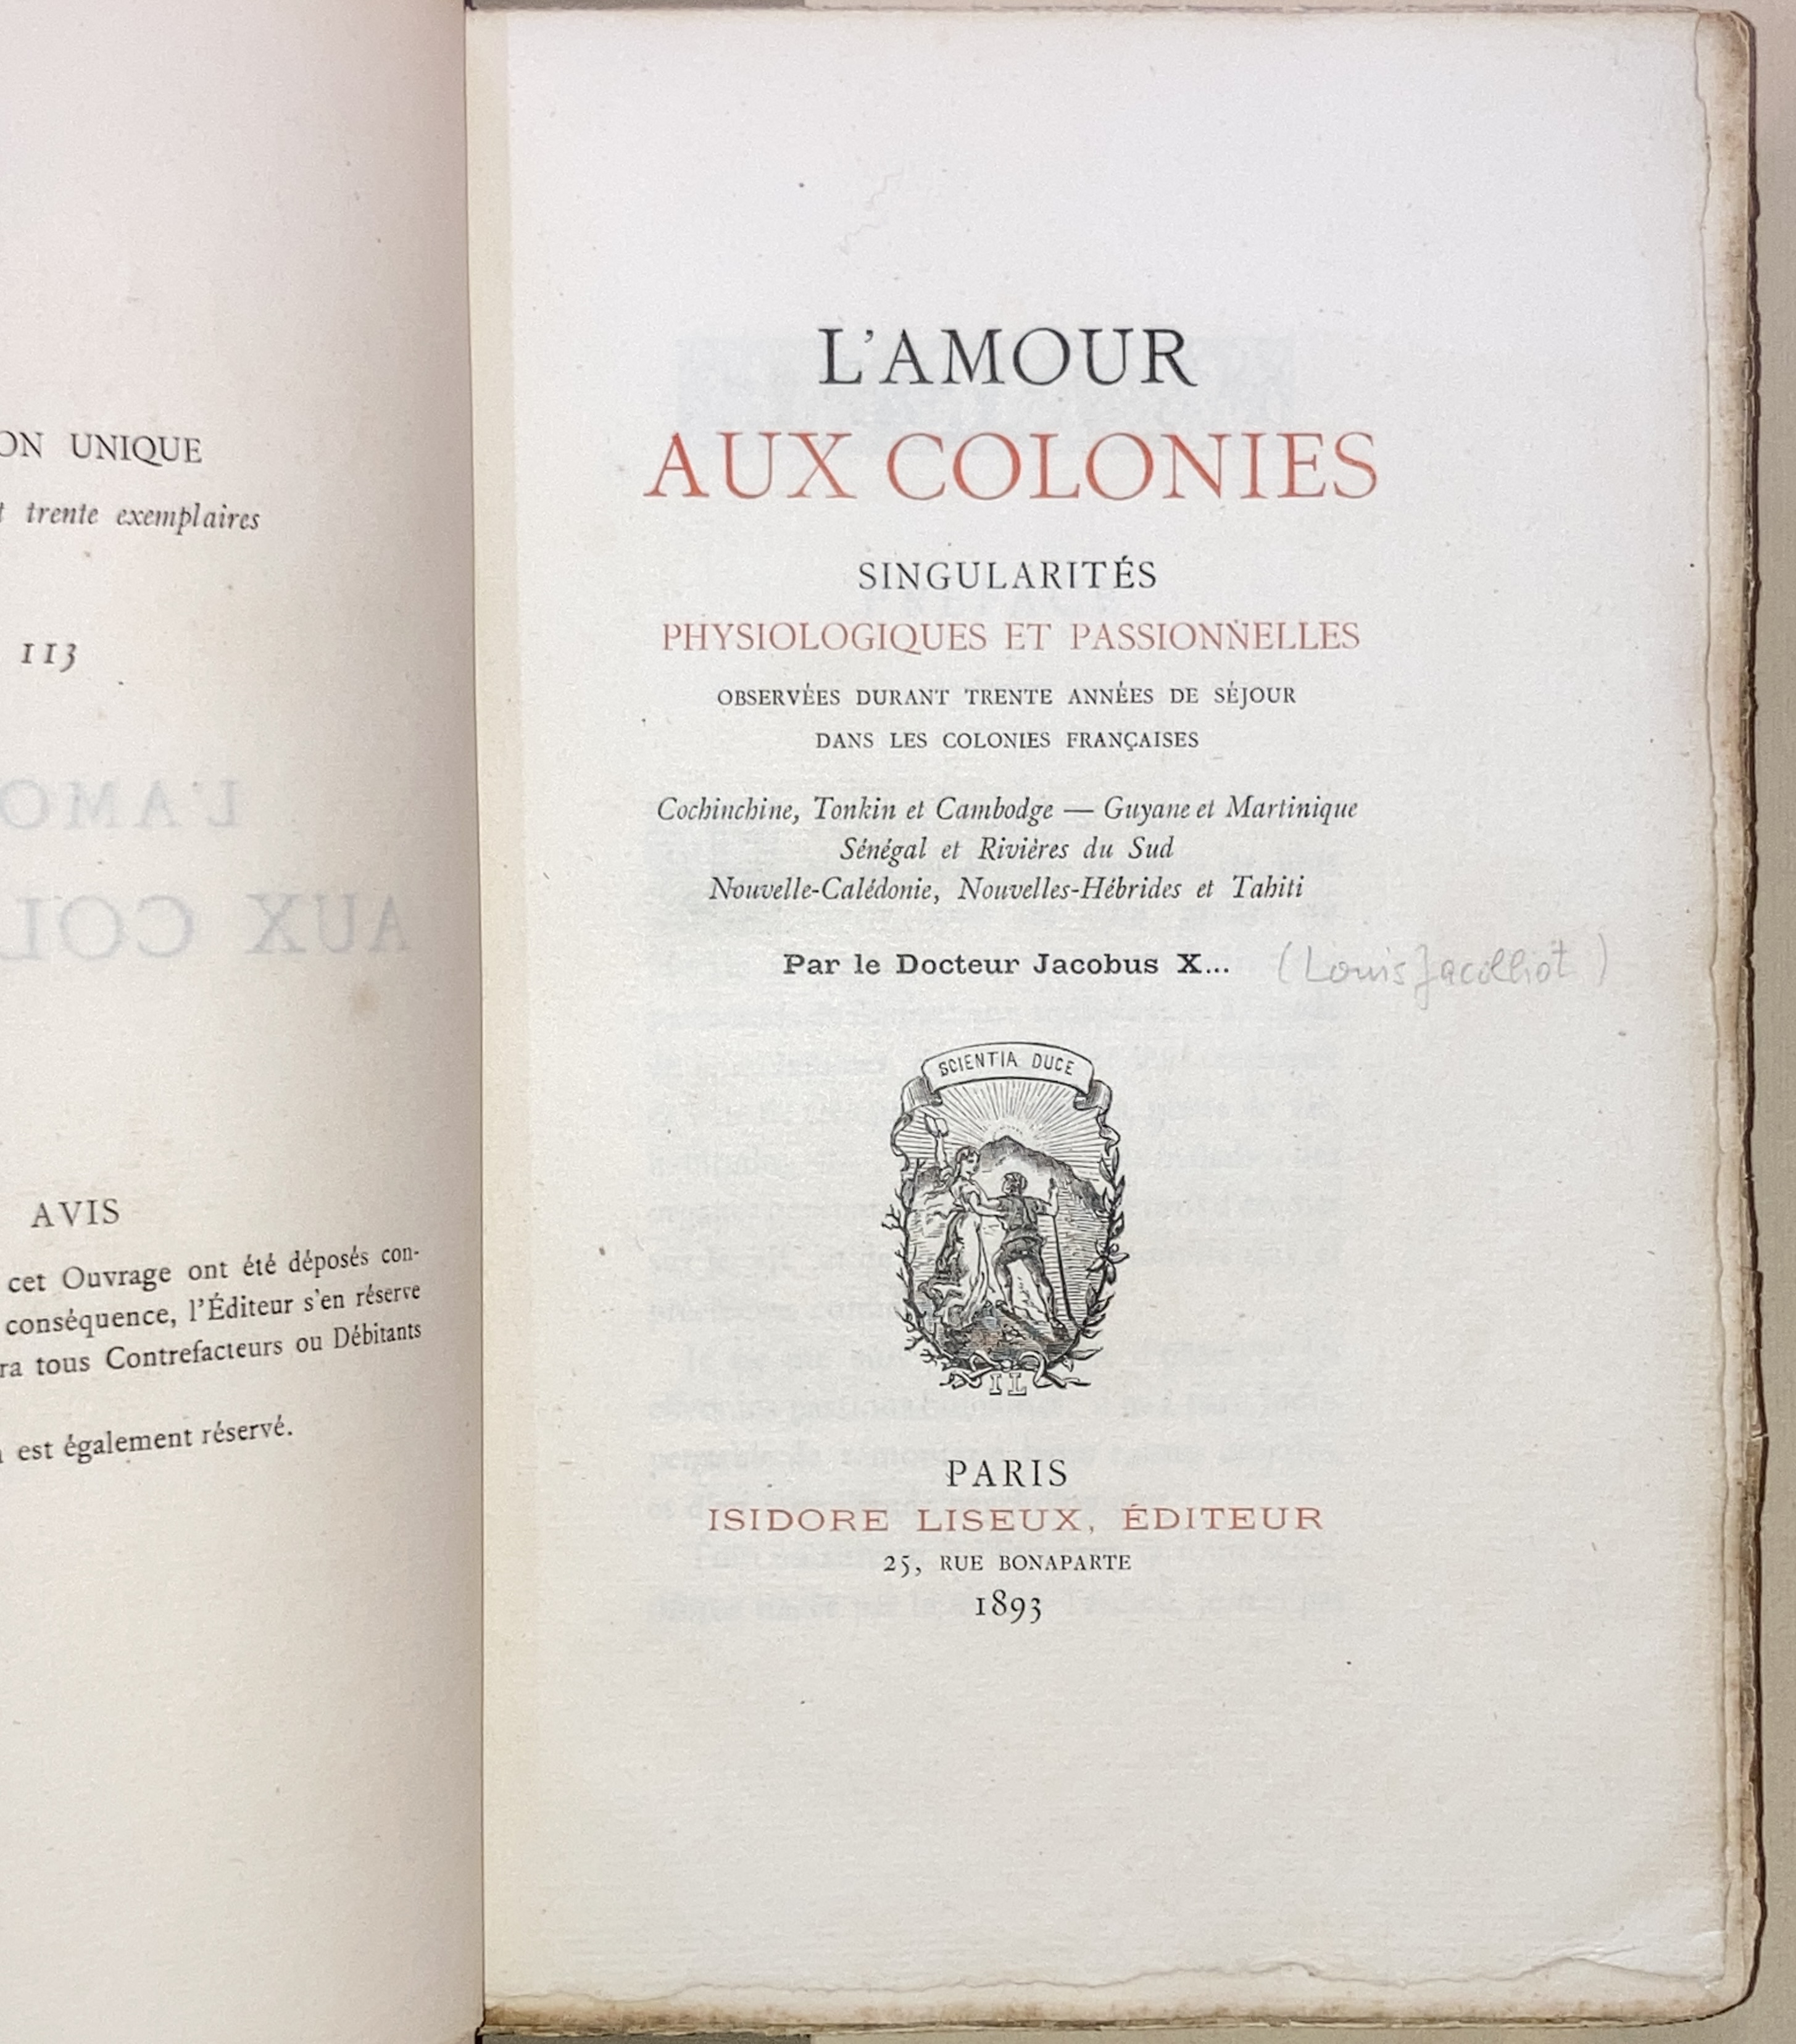 UNIQUE
trente exemplaires
113
L'AMO
AUX COL
AVIS
cet Ouvrage ont été déposés con-
conséquence, l'Éditeur s'en réserve
ra tous Contrefacteurs ou Débitants
est également réservé.
L'AMOUR
AUX COLONIES
SINGULARITÉS
PHYSIOLOGIQUES ET PASSIONNELLES
OBSERVÉES DURANT TRENTE ANNÉES DE SÉJOUR
DANS LES COLONIES FRANÇAISES
Cochinchine, Tonkin et Cambodge — Guyane et Martinique
Sénégal et Rivières du Sud
Nouvelle-Calédonie, Nouvelles-Hébrides et Tahiti
Par le Docteur Jacobus X... (Louis Jacolliot)
SCIENTIA DUCE
IL
PARIS
ISIDORE LISEUX, ÉDITEUR
25, RUE BONAPARTE
1893